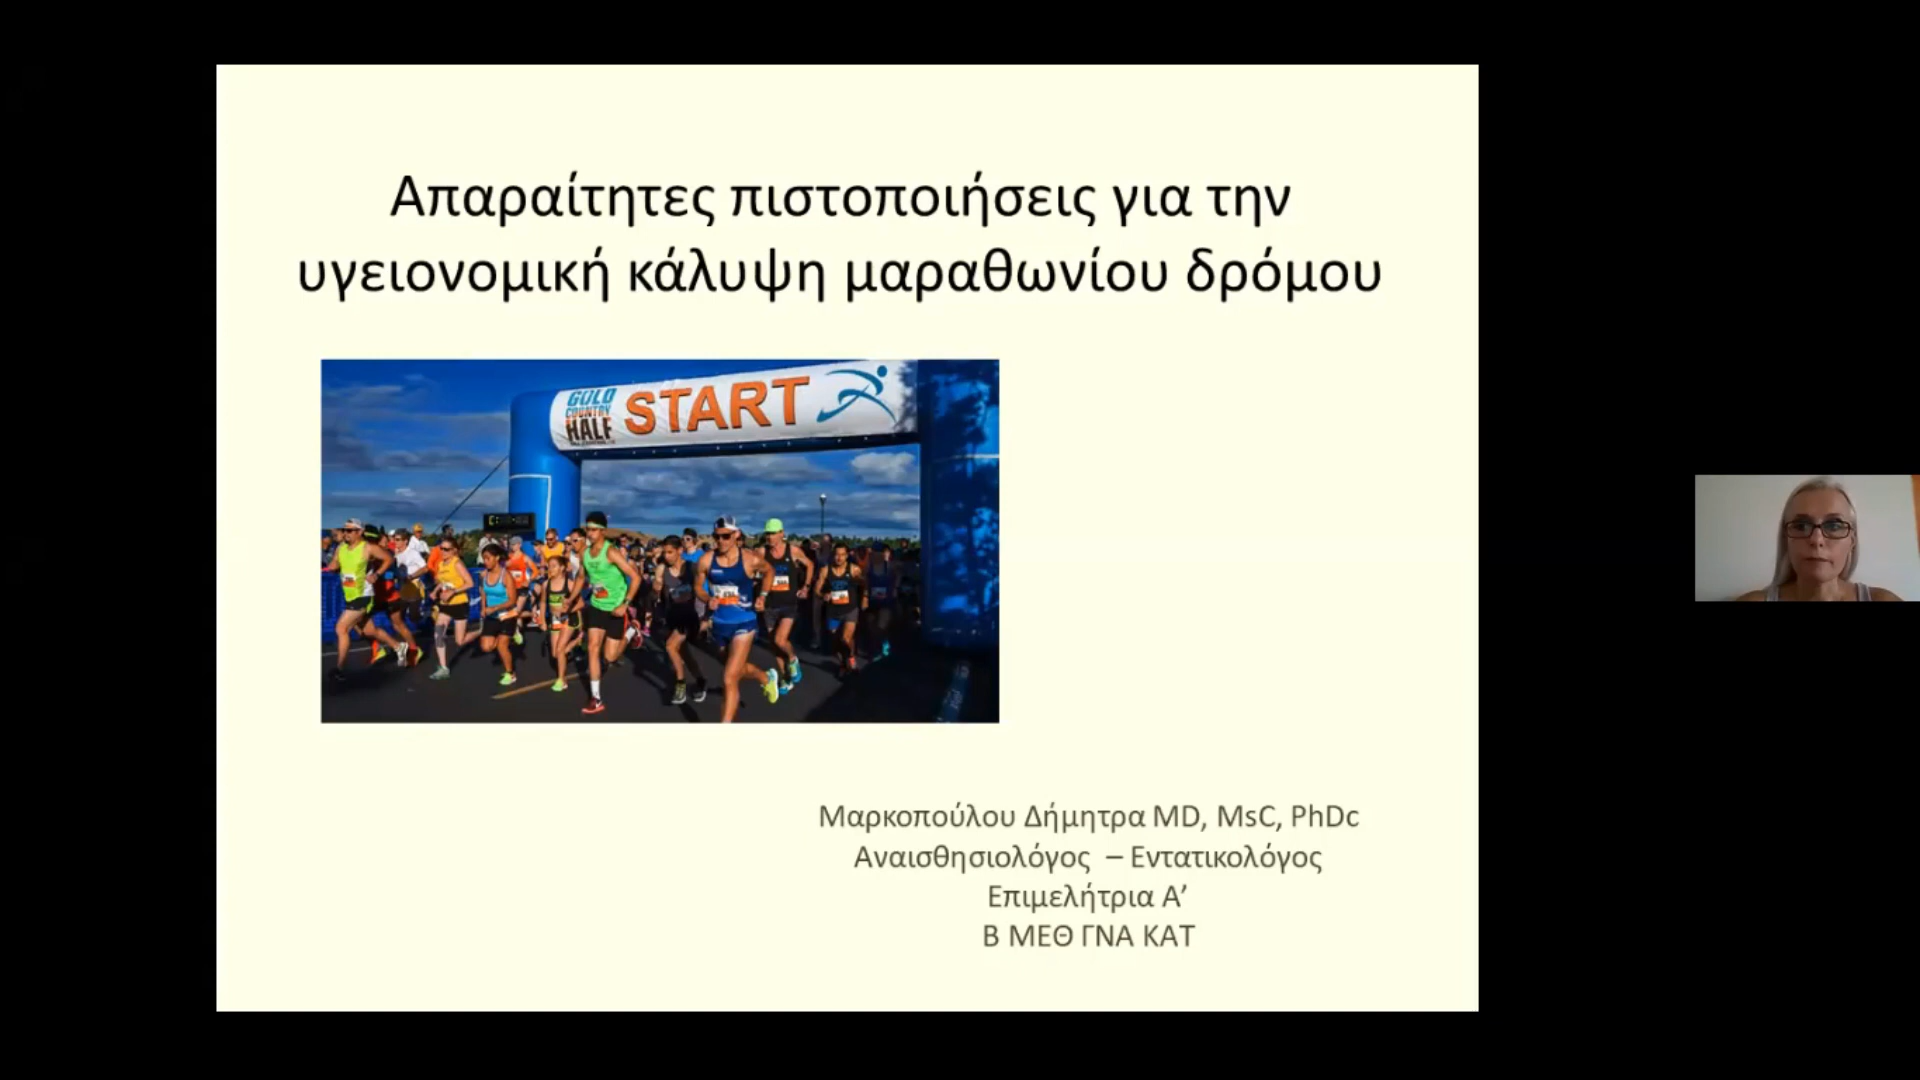 Απαραίτητες πιστοποιήσεις για την
υγειονομική κάλυψη μαραθωνίου δρόμου
GOLD
COUNTRY
HALF
START
Μαρκοπούλου Δήμητρα MD, MsC, PhDc
Αναισθησιολόγος – Εντατικολόγος
Επιμελήτρια Α’
Β ΜΕΘ ΓΝΑ ΚΑΤ